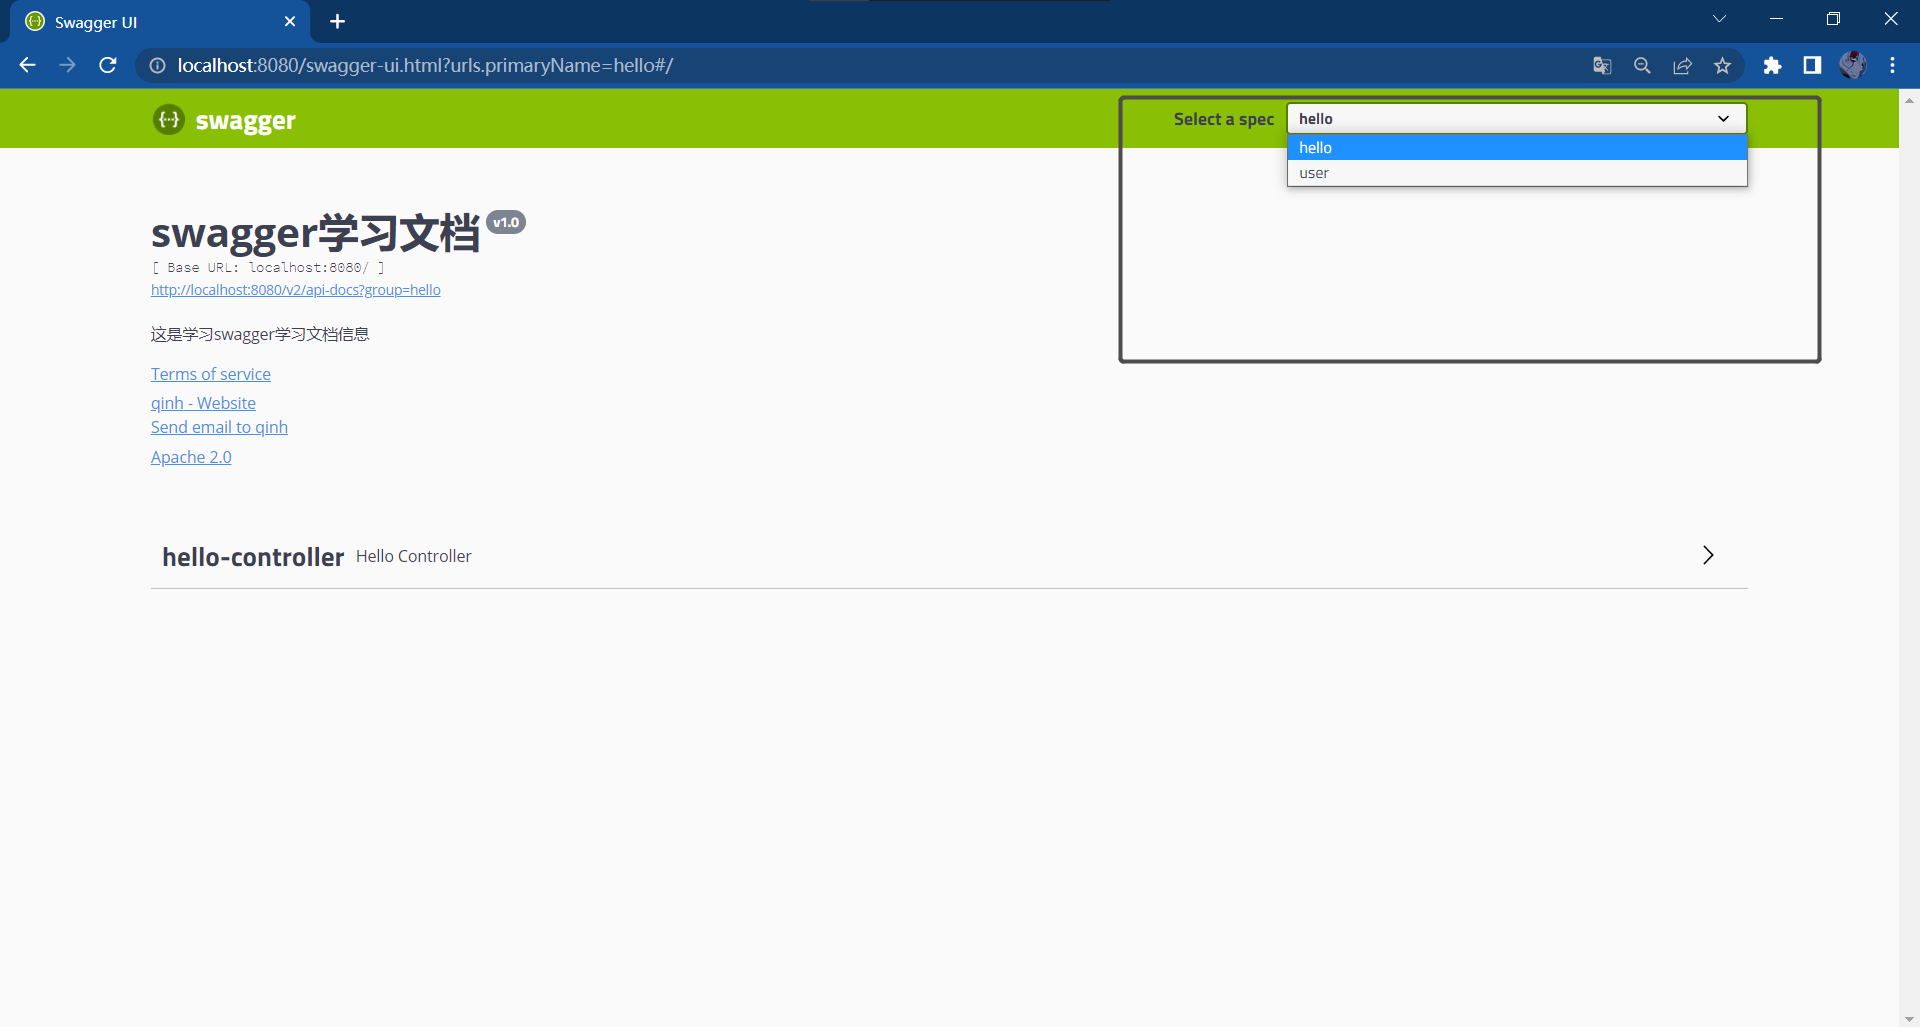 Swagger UI
localhost:8080/swagger-ui.html?urls.primaryName=hello#/
swagger
Select a spec
hello
hello
user
swagger学习文档 v1.0
[ Base URL: localhost:8080/ ]
http://localhost:8080/v2/api-docs?group=hello
这是学习swagger学习文档信息
Terms of service
qinh - Website
Send email to qinh
Apache 2.0
hello-controller Hello Controller